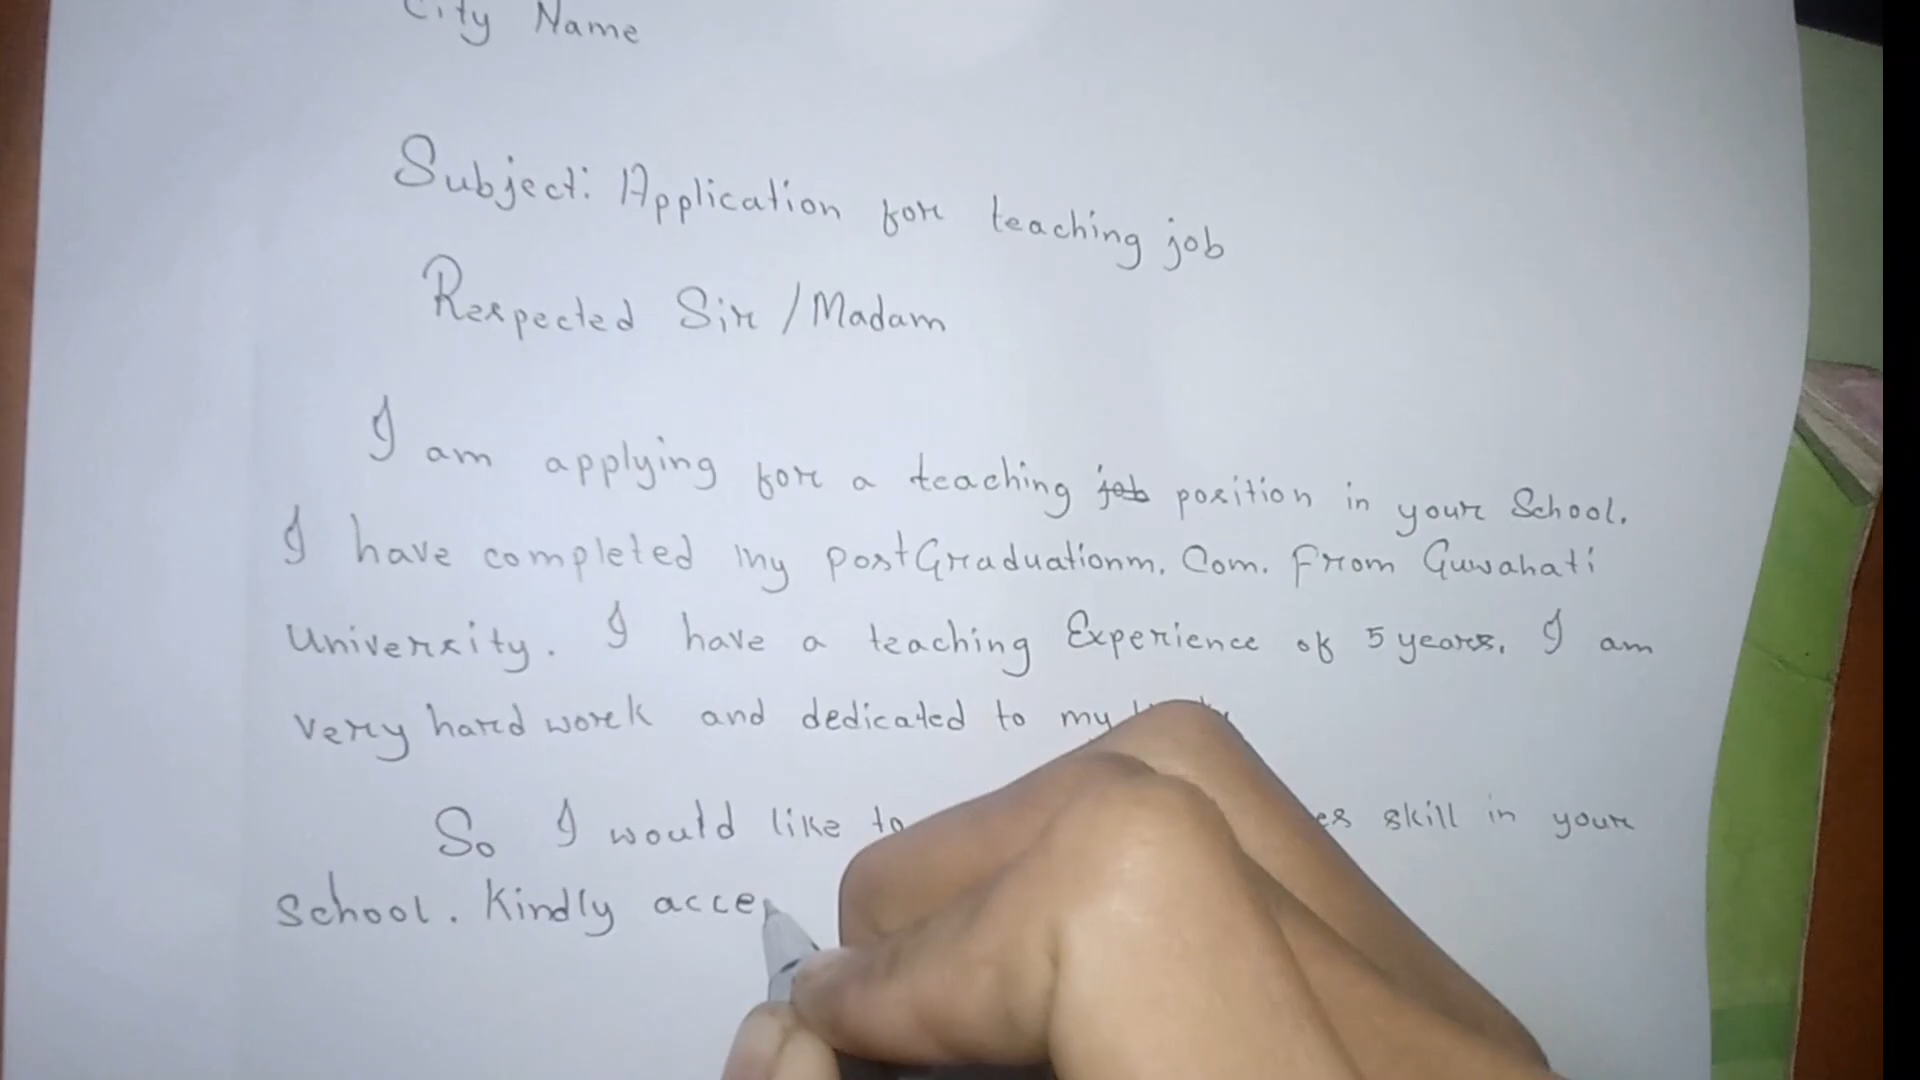 City Name
Subject: Application for teaching job
Respected Sir /Madam
I am applying for a teaching job position in your School.
I have completed my postGraduationm. Com. From Guwahati
University. I have a teaching Experience of 5 years. I am
very hard work and dedicated to my
So I would like to skill in your
school. Kindly acce